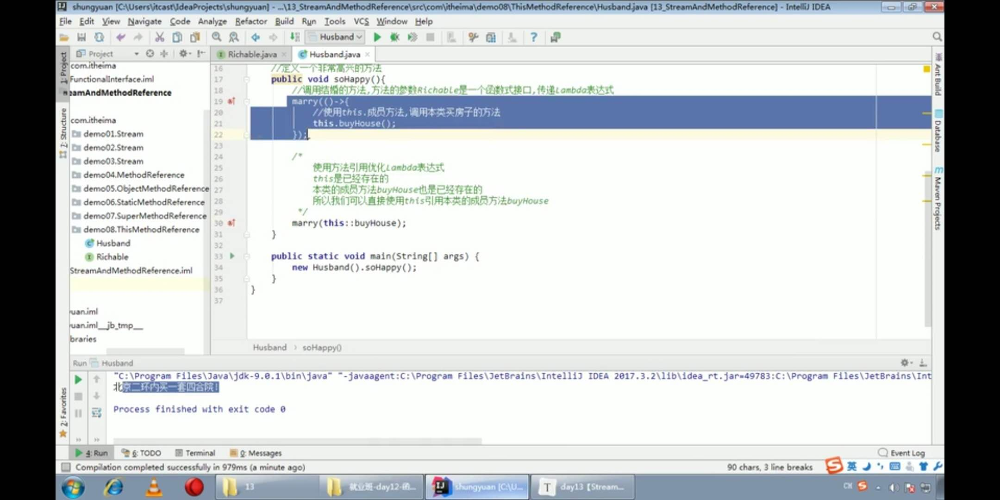 shungyuan [C:\Users\itcast\IdeaProjects\shungyuan] - ...\13_StreamAndMethodReference\src\com\itheima\demo08\ThisMethodReference\Husband.java [13_StreamAndMethodReference] - IntelliJ IDEA
File Edit View Navigate Code Analyze Refactor Build Run Tools VCS Window Help
Husband
Project
Richable.java
Husband.java
1: Project
7: Structure
2: Favorites
com.itheima
FunctionalInterface.iml
eamAndMethodReference
com.itheima
demo01.Stream
demo02.Stream
demo03.Stream
demo04.MethodReference
demo05.ObjectMethodReference
demo06.StaticMethodReference
demo07.SuperMethodReference
demo08.ThisMethodReference
Husband
Richable
StreamAndMethodReference.iml
uan.iml
uan.iml__jb_tmp__
braries
16 //定义一个非常高兴的方法
17 public void soHappy(){
18 //调用结婚的方法,方法的参数Richable是一个函数式接口,传递Lambda表达式
19 marry(()->{
20 //使用this.成员方法,调用本类买房子的方法
21 this.buyHouse();
22 });
23
24 /*
25 使用方法引用优化Lambda表达式
26 this是已经存在的
27 本类的成员方法buyHouse也是已经存在的
28 所以我们可以直接使用this引用本类的成员方法buyHouse
29 */
30 marry(this::buyHouse);
31 }
32
33 public static void main(String[] args) {
34 new Husband().soHappy();
35 }
36 }
37
Husband › soHappy()
Ant Build
Database
Maven Projects
Run Husband
"C:\Program Files\Java\jdk-9.0.1\bin\java" "-javaagent:C:\Program Files\JetBrains\IntelliJ IDEA 2017.3.2\lib\idea_rt.jar=49783:C:\Program Files\JetBrains\Int
北京二环内买一套四合院!
Process finished with exit code 0
4: Run 6: TODO Terminal 0: Messages Event Log
Compilation completed successfully in 979ms (a minute ago)
90 chars, 3 line breaks
英
13
就业班-day12-函...
shungyuan [C:\U...
day13【Stream...
CH